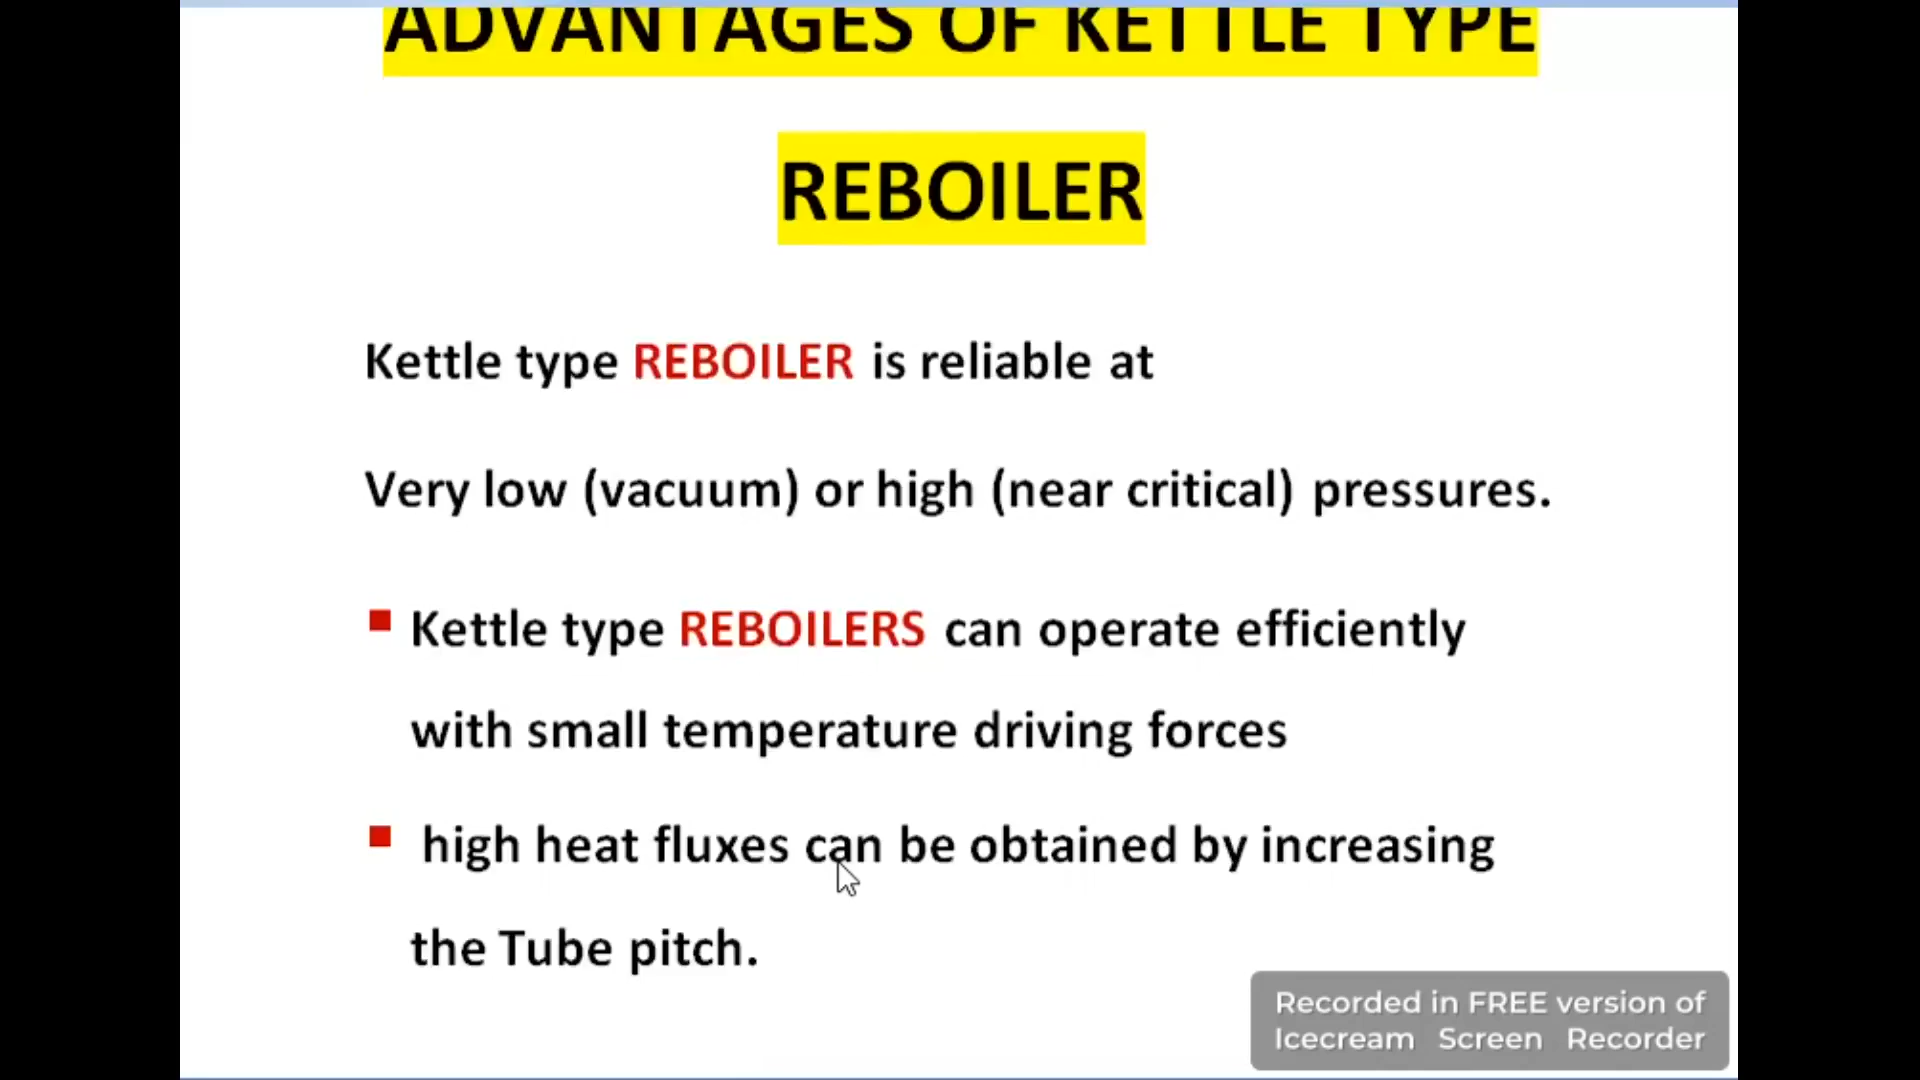 ADVANTAGES OF KETTLE TYPE
REBOILER
Kettle type REBOILER is reliable at
Very low (vacuum) or high (near critical) pressures.
Kettle type REBOILERS can operate efficiently
with small temperature driving forces
high heat fluxes can be obtained by increasing
the Tube pitch.
Recorded in FREE version of
Icecream Screen Recorder